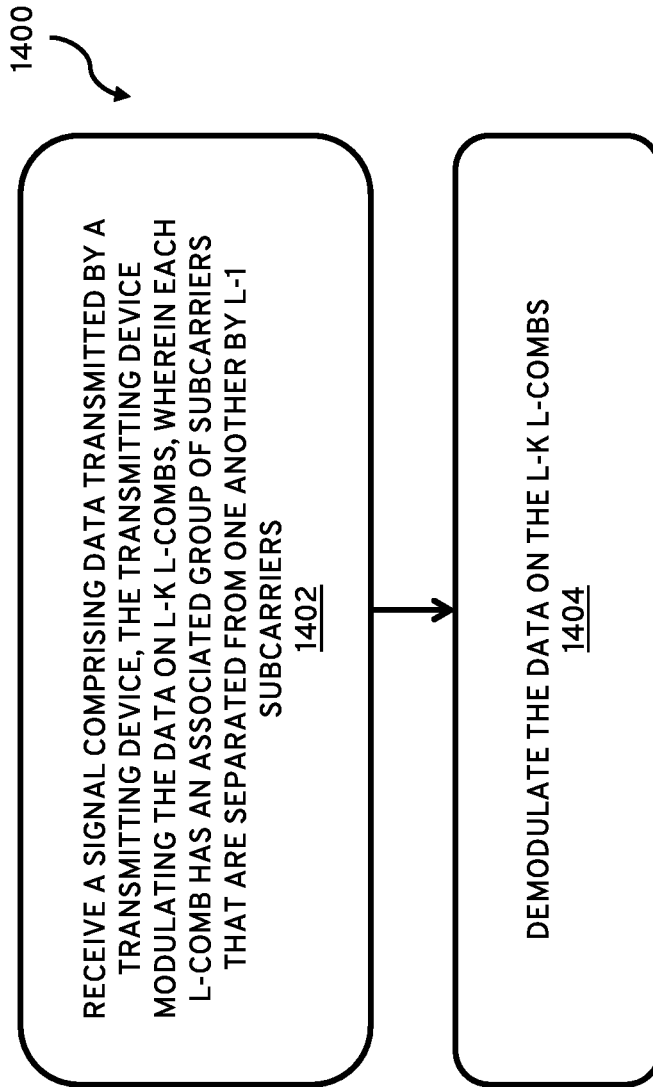 1400
RECEIVE A SIGNAL COMPRISING DATA TRANSMITTED BY A
TRANSMITTING DEVICE, THE TRANSMITTING DEVICE
MODULATING THE DATA ON L-K L-COMBS, WHEREIN EACH
L-COMB HAS AN ASSOCIATED GROUP OF SUBCARRIERS
THAT ARE SEPARATED FROM ONE ANOTHER BY L-1
SUBCARRIERS
1402
DEMODULATE THE DATA ON THE L-K L-COMBS
1404